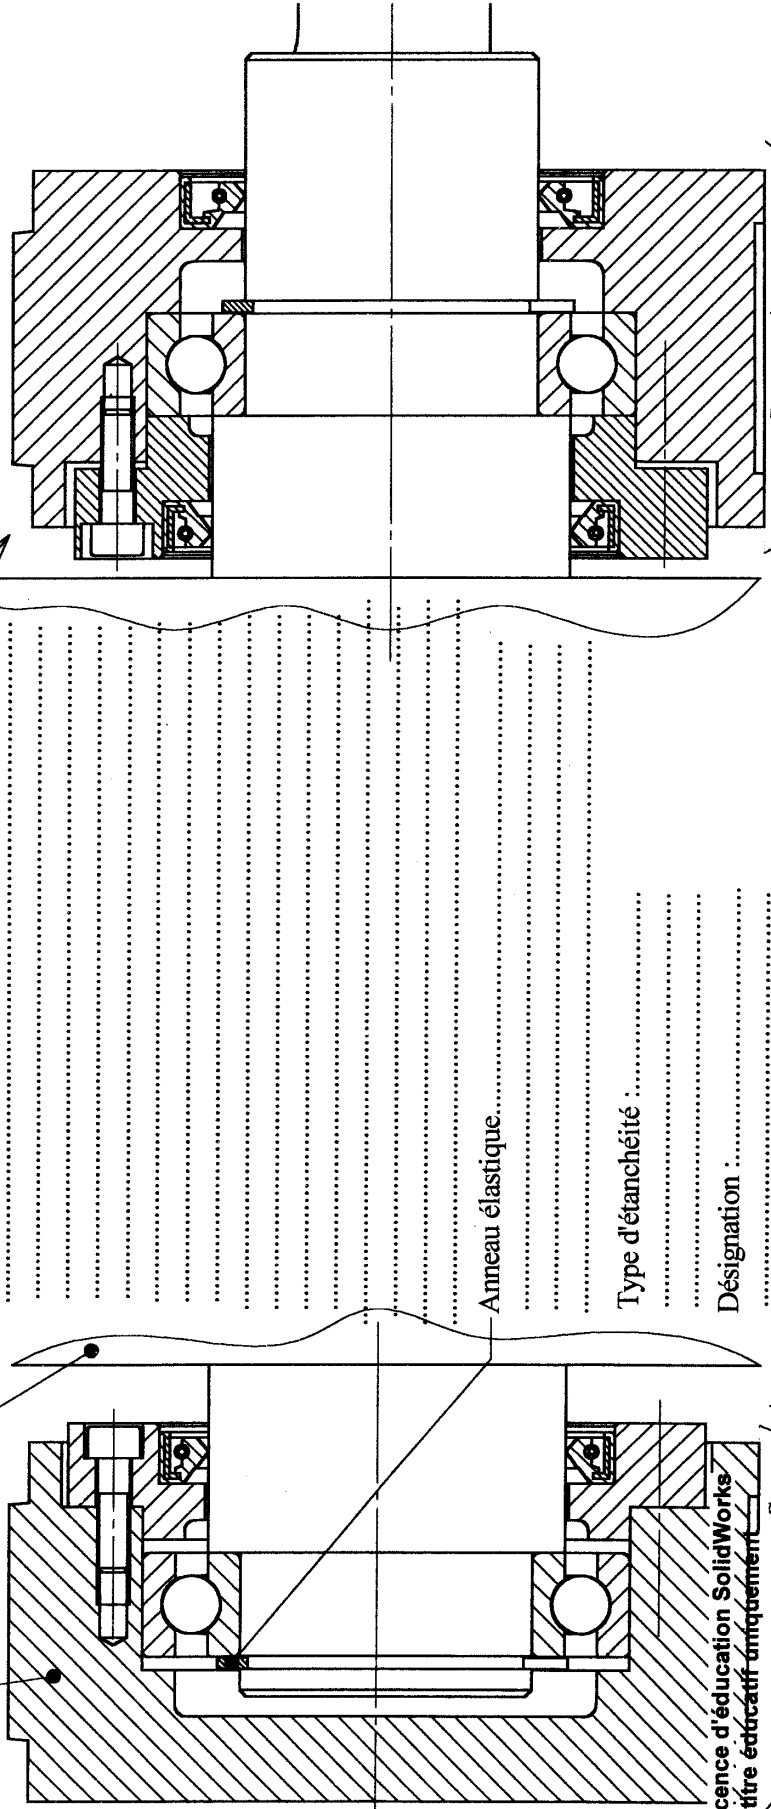 Anneau élastique
Type d'étanchéité :
Désignation :
cence d'éducation SolidWorks
titre éducatif uniquement